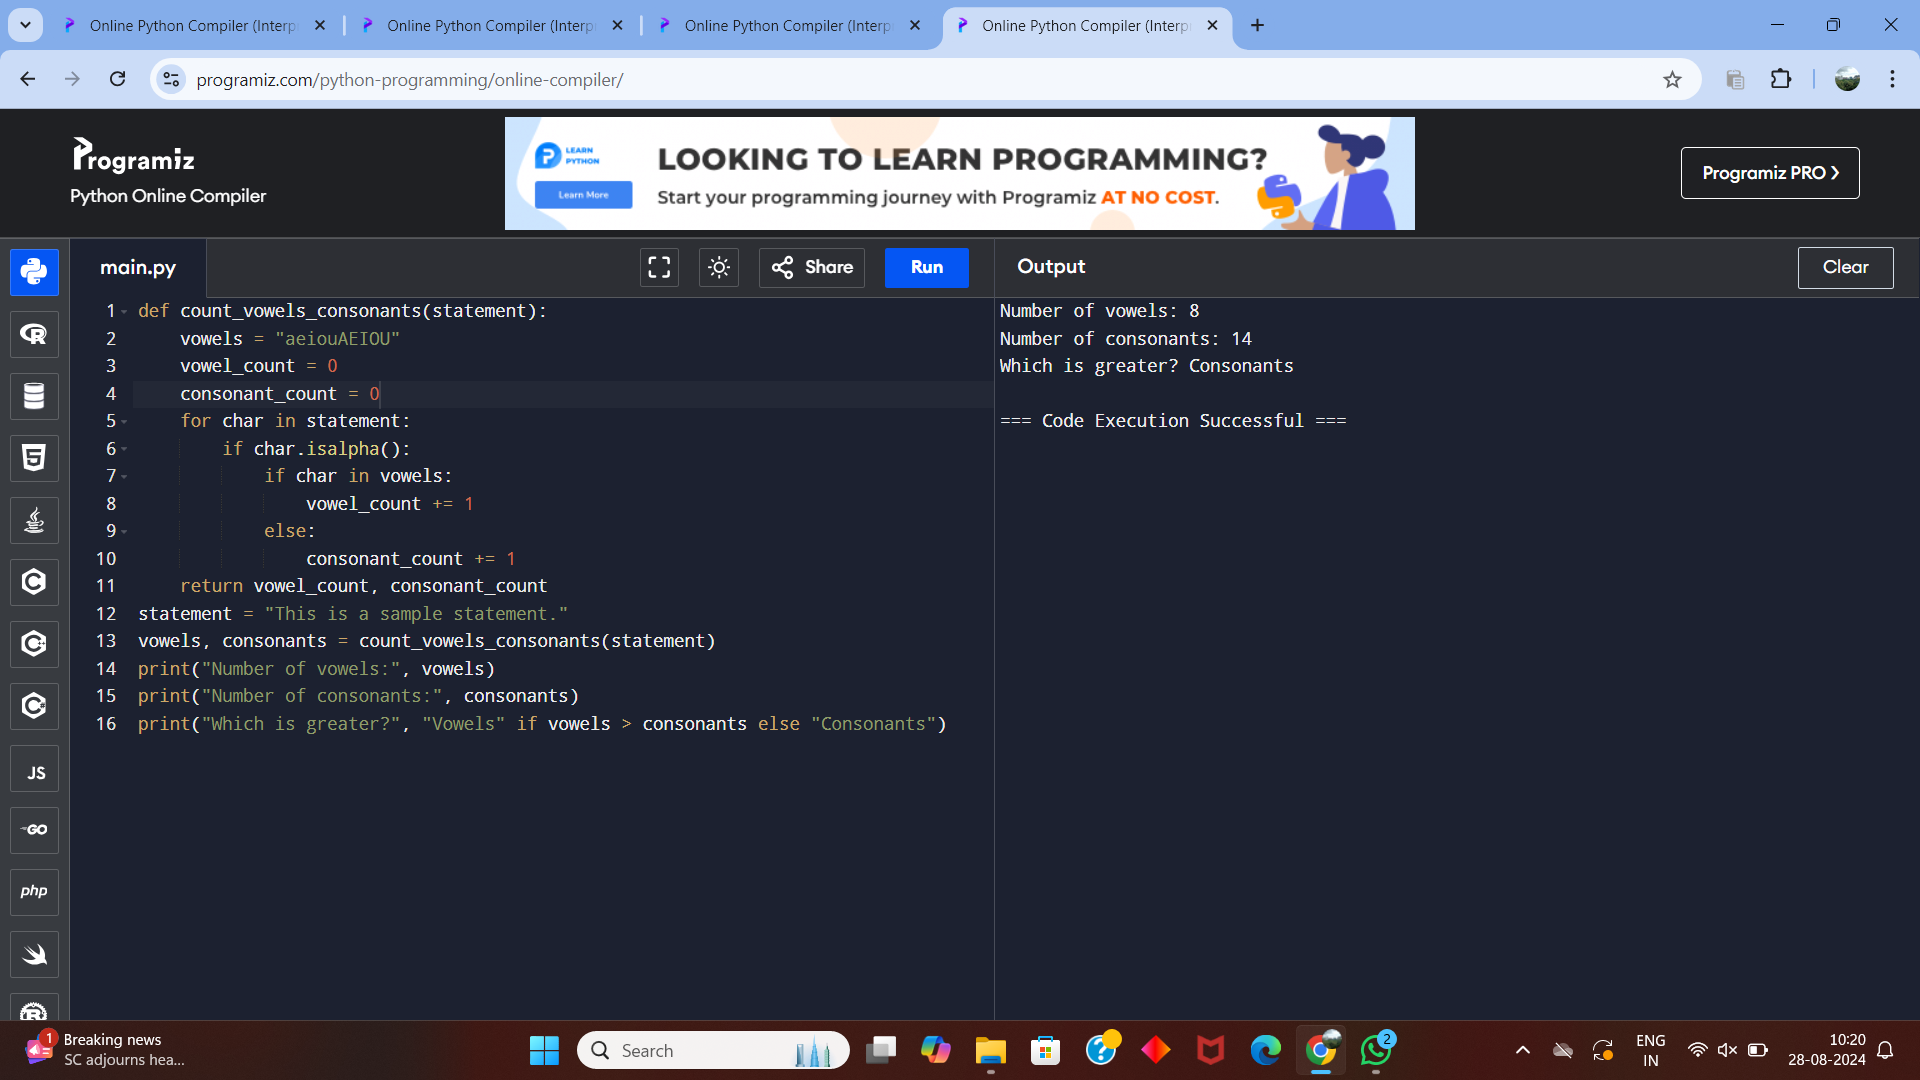 Online Python Compiler (Interp
Online Python Compiler (Interp
Online Python Compiler (Interp
Online Python Compiler (Interp
programiz.com/python-programming/online-compiler/
Programiz
Python Online Compiler
LEARN
PYTHON
Learn More
LOOKING TO LEARN PROGRAMMING?
Start your programming journey with Programiz AT NO COST.
Programiz PRO
main.py
Share
Run
Output
Clear
1 def count_vowels_consonants(statement):
2 vowels = "aeiouAEIOU"
3 vowel_count = 0
4 consonant_count = 0
5 for char in statement:
6 if char.isalpha():
7 if char in vowels:
8 vowel_count += 1
9 else:
10 consonant_count += 1
11 return vowel_count, consonant_count
12 statement = "This is a sample statement."
13 vowels, consonants = count_vowels_consonants(statement)
14 print("Number of vowels:", vowels)
15 print("Number of consonants:", consonants)
16 print("Which is greater?", "Vowels" if vowels > consonants else "Consonants")
Number of vowels: 8
Number of consonants: 14
Which is greater? Consonants
=== Code Execution Successful ===
R
5
C
C
C
JS
GO
php
R
1
Breaking news
SC adjourns hea...
Search
2
ENG
IN
10:20
28-08-2024